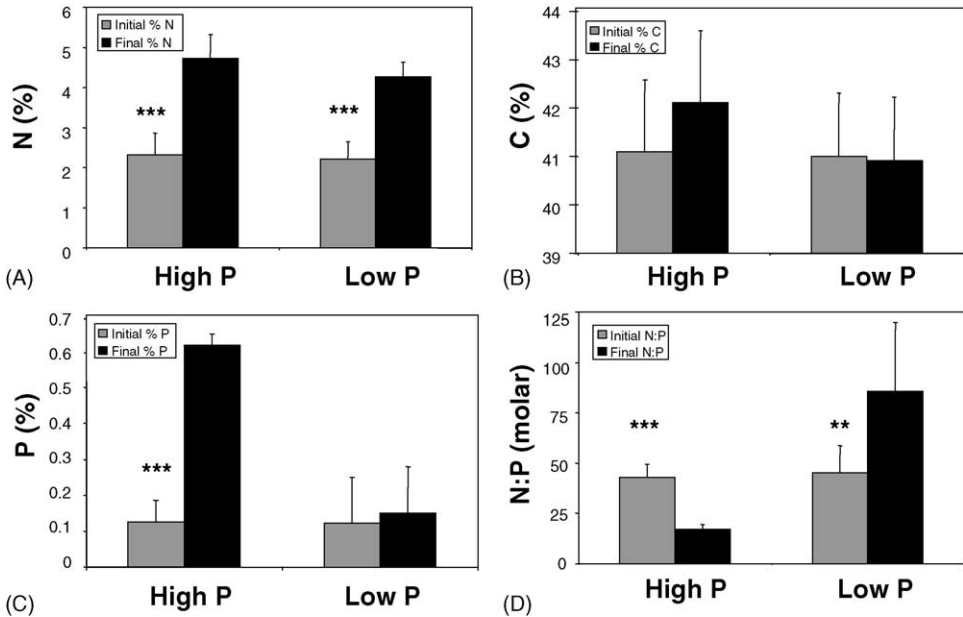 Initial % N
Final % N
6
5
4
3
2
1
0
N (%)
***
***
High P
Low P
(A)
Initial % C
Final % C
44
43
42
41
40
39
C (%)
High P
Low P
(B)
Initial % P
Final % P
0.7
0.6
0.5
0.4
0.3
0.2
0.1
0
P (%)
***
High P
Low P
(C)
Initial N:P
Final N:P
125
100
75
50
25
0
N:P (molar)
***
**
High P
Low P
(D)